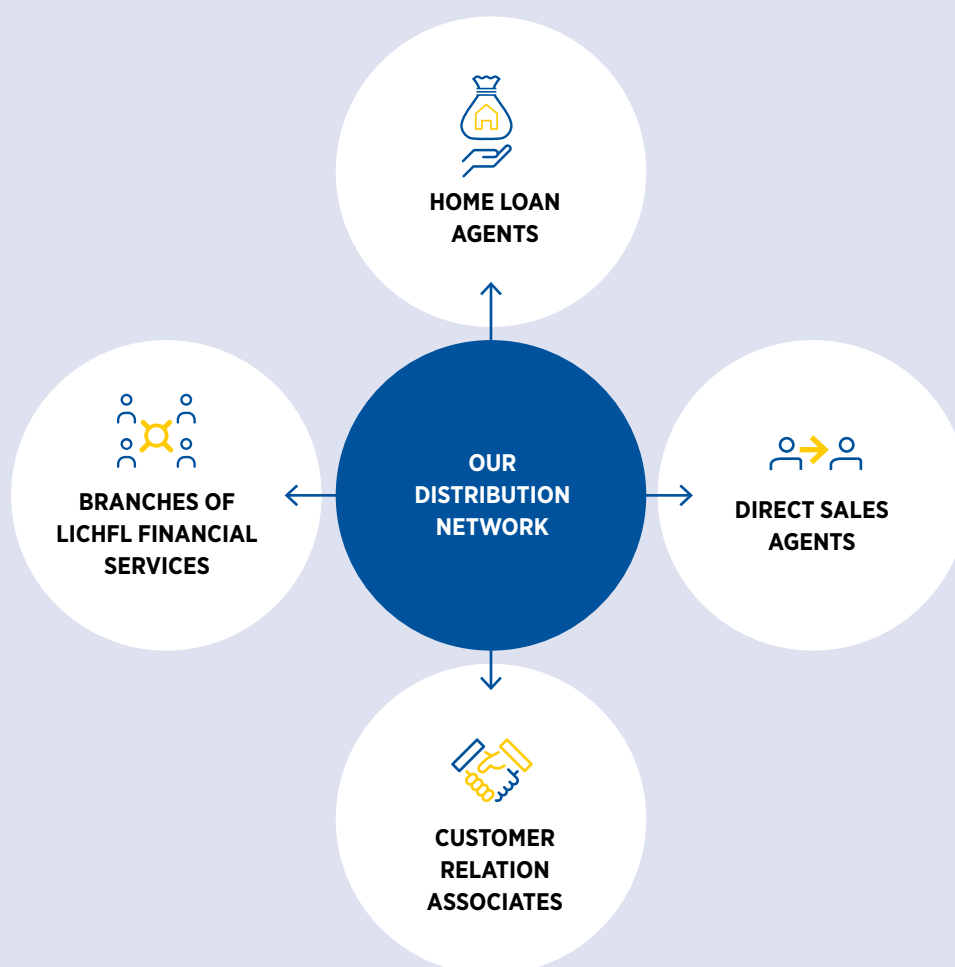 HOME LOAN
AGENTS
BRANCHES OF
LICHFL FINANCIAL
SERVICES
OUR
DISTRIBUTION
NETWORK
DIRECT SALES
AGENTS
CUSTOMER
RELATION
ASSOCIATES